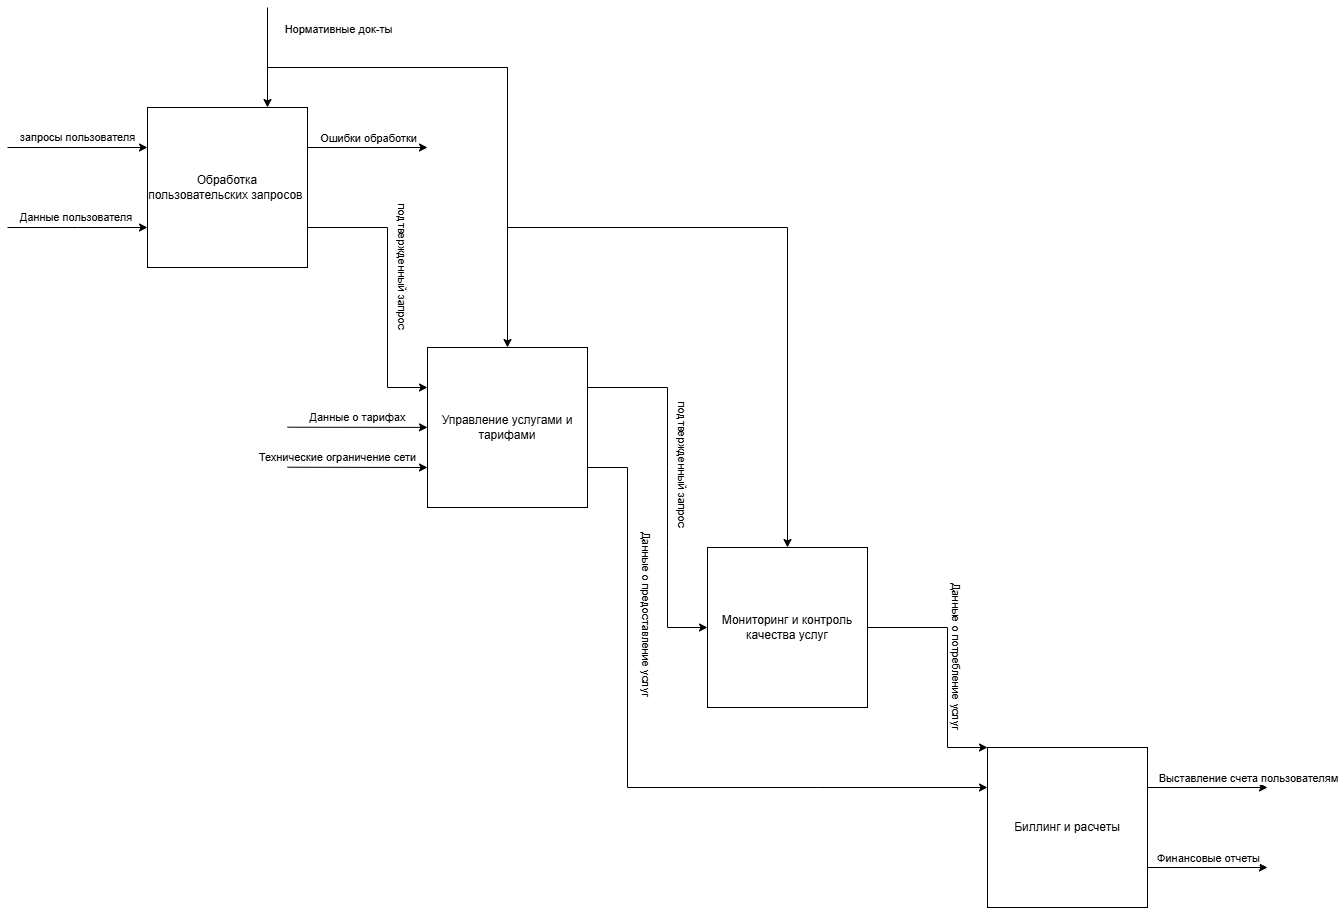 Нормативные док-ты
запросы пользователя
Ошибки обработки
Обработка
пользовательских запросов
Данные пользователя
подтвержденный запрос
Данные о тарифах
Управление услугами и
тарифами
Технические ограничение сети
подтвержденный запрос
Данные о предоставление услуг
Мониторинг и контроль
качества услуг
Данные о потребление услуг
Выставление счета пользователям
Биллинг и расчеты
Финансовые отчеты